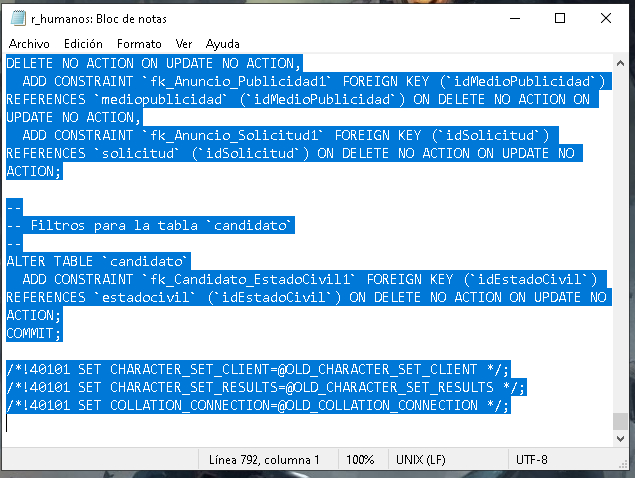 r_humanos: Bloc de notas
Archivo Edición Formato Ver Ayuda
DELETE NO ACTION ON UPDATE NO ACTION,
ADD CONSTRAINT `fk_Anuncio_Publicidad1` FOREIGN KEY (`idMedioPublicidad`)
REFERENCES `mediopublicidad` (`idMedioPublicidad`) ON DELETE NO ACTION ON
UPDATE NO ACTION,
ADD CONSTRAINT `fk_Anuncio_Solicitud1` FOREIGN KEY (`idSolicitud`)
REFERENCES `solicitud` (`idSolicitud`) ON DELETE NO ACTION ON UPDATE NO
ACTION;
--
-- Filtros para la tabla `candidato`
--
ALTER TABLE `candidato`
ADD CONSTRAINT `fk_Candidato_EstadoCivil1` FOREIGN KEY (`idEstadoCivil`)
REFERENCES `estadocivil` (`idEstadoCivil`) ON DELETE NO ACTION ON UPDATE NO
ACTION;
COMMIT;
/*!40101 SET CHARACTER_SET_CLIENT=@OLD_CHARACTER_SET_CLIENT */;
/*!40101 SET CHARACTER_SET_RESULTS=@OLD_CHARACTER_SET_RESULTS */;
/*!40101 SET COLLATION_CONNECTION=@OLD_COLLATION_CONNECTION */;
Línea 792, columna 1 100% UNIX (LF) UTF-8